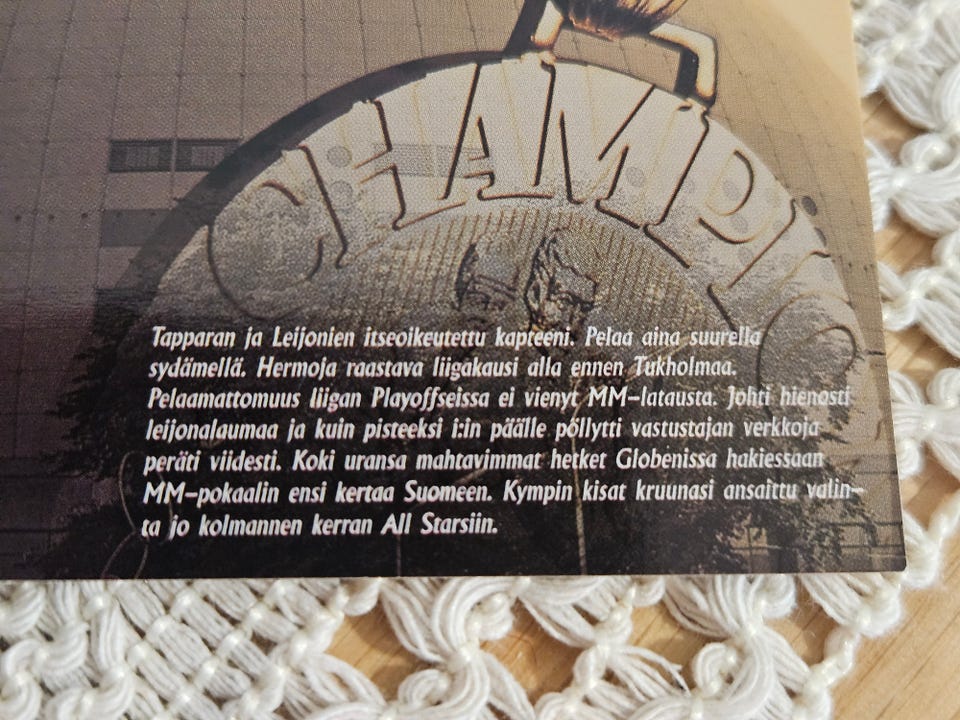 CHAMPIO
Tapparan ja Leijonien itseoikeutettu kapteeni. Pelaa aina suurella
sydämellä. Hermoja raastava liigakausi alla ennen Tukholmaa.
Pelaamattomuus liigan Playoffseissa ei vienyt MM-latausta. Johti hienosti
leijonalaumaa ja kuin pisteeksi i:in päälle pöllytti vastustajan verkkoja
peräti viidesti. Koki uransa mahtavimmat hetket Globenissa hakiessaan
MM-pokaalin ensi kertaa Suomeen. Kympin kisat kruunasi ansaittu valin-
ta jo kolmannen kerran All Starsiin.